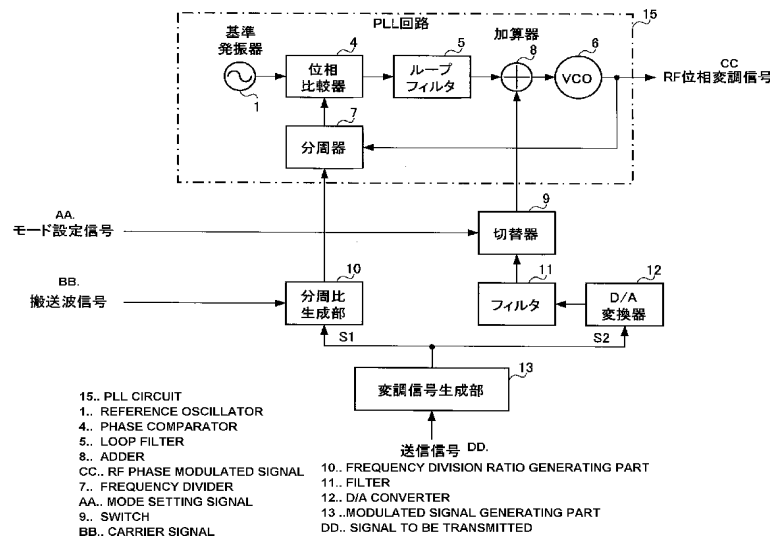 PLL回路
15
基準
発振器
1
4
位相
比較器
5
ループ
フィルタ
加算器
8
6
VCO
CC
RF位相変調信号
7
分周器
AA.
モード設定信号
9
切替器
BB.
搬送波信号
10
分周比
生成部
11
フィルタ
12
D/A
変換器
S1
S2
13
変調信号生成部
送信信号 DD.
15.. PLL CIRCUIT
1.. REFERENCE OSCILLATOR
4.. PHASE COMPARATOR
5.. LOOP FILTER
8.. ADDER
CC.. RF PHASE MODULATED SIGNAL
7.. FREQUENCY DIVIDER
AA.. MODE SETTING SIGNAL
9.. SWITCH
BB.. CARRIER SIGNAL
10.. FREQUENCY DIVISION RATIO GENERATING PART
11.. FILTER
12.. D/A CONVERTER
13 ..MODULATED SIGNAL GENERATING PART
DD.. SIGNAL TO BE TRANSMITTED